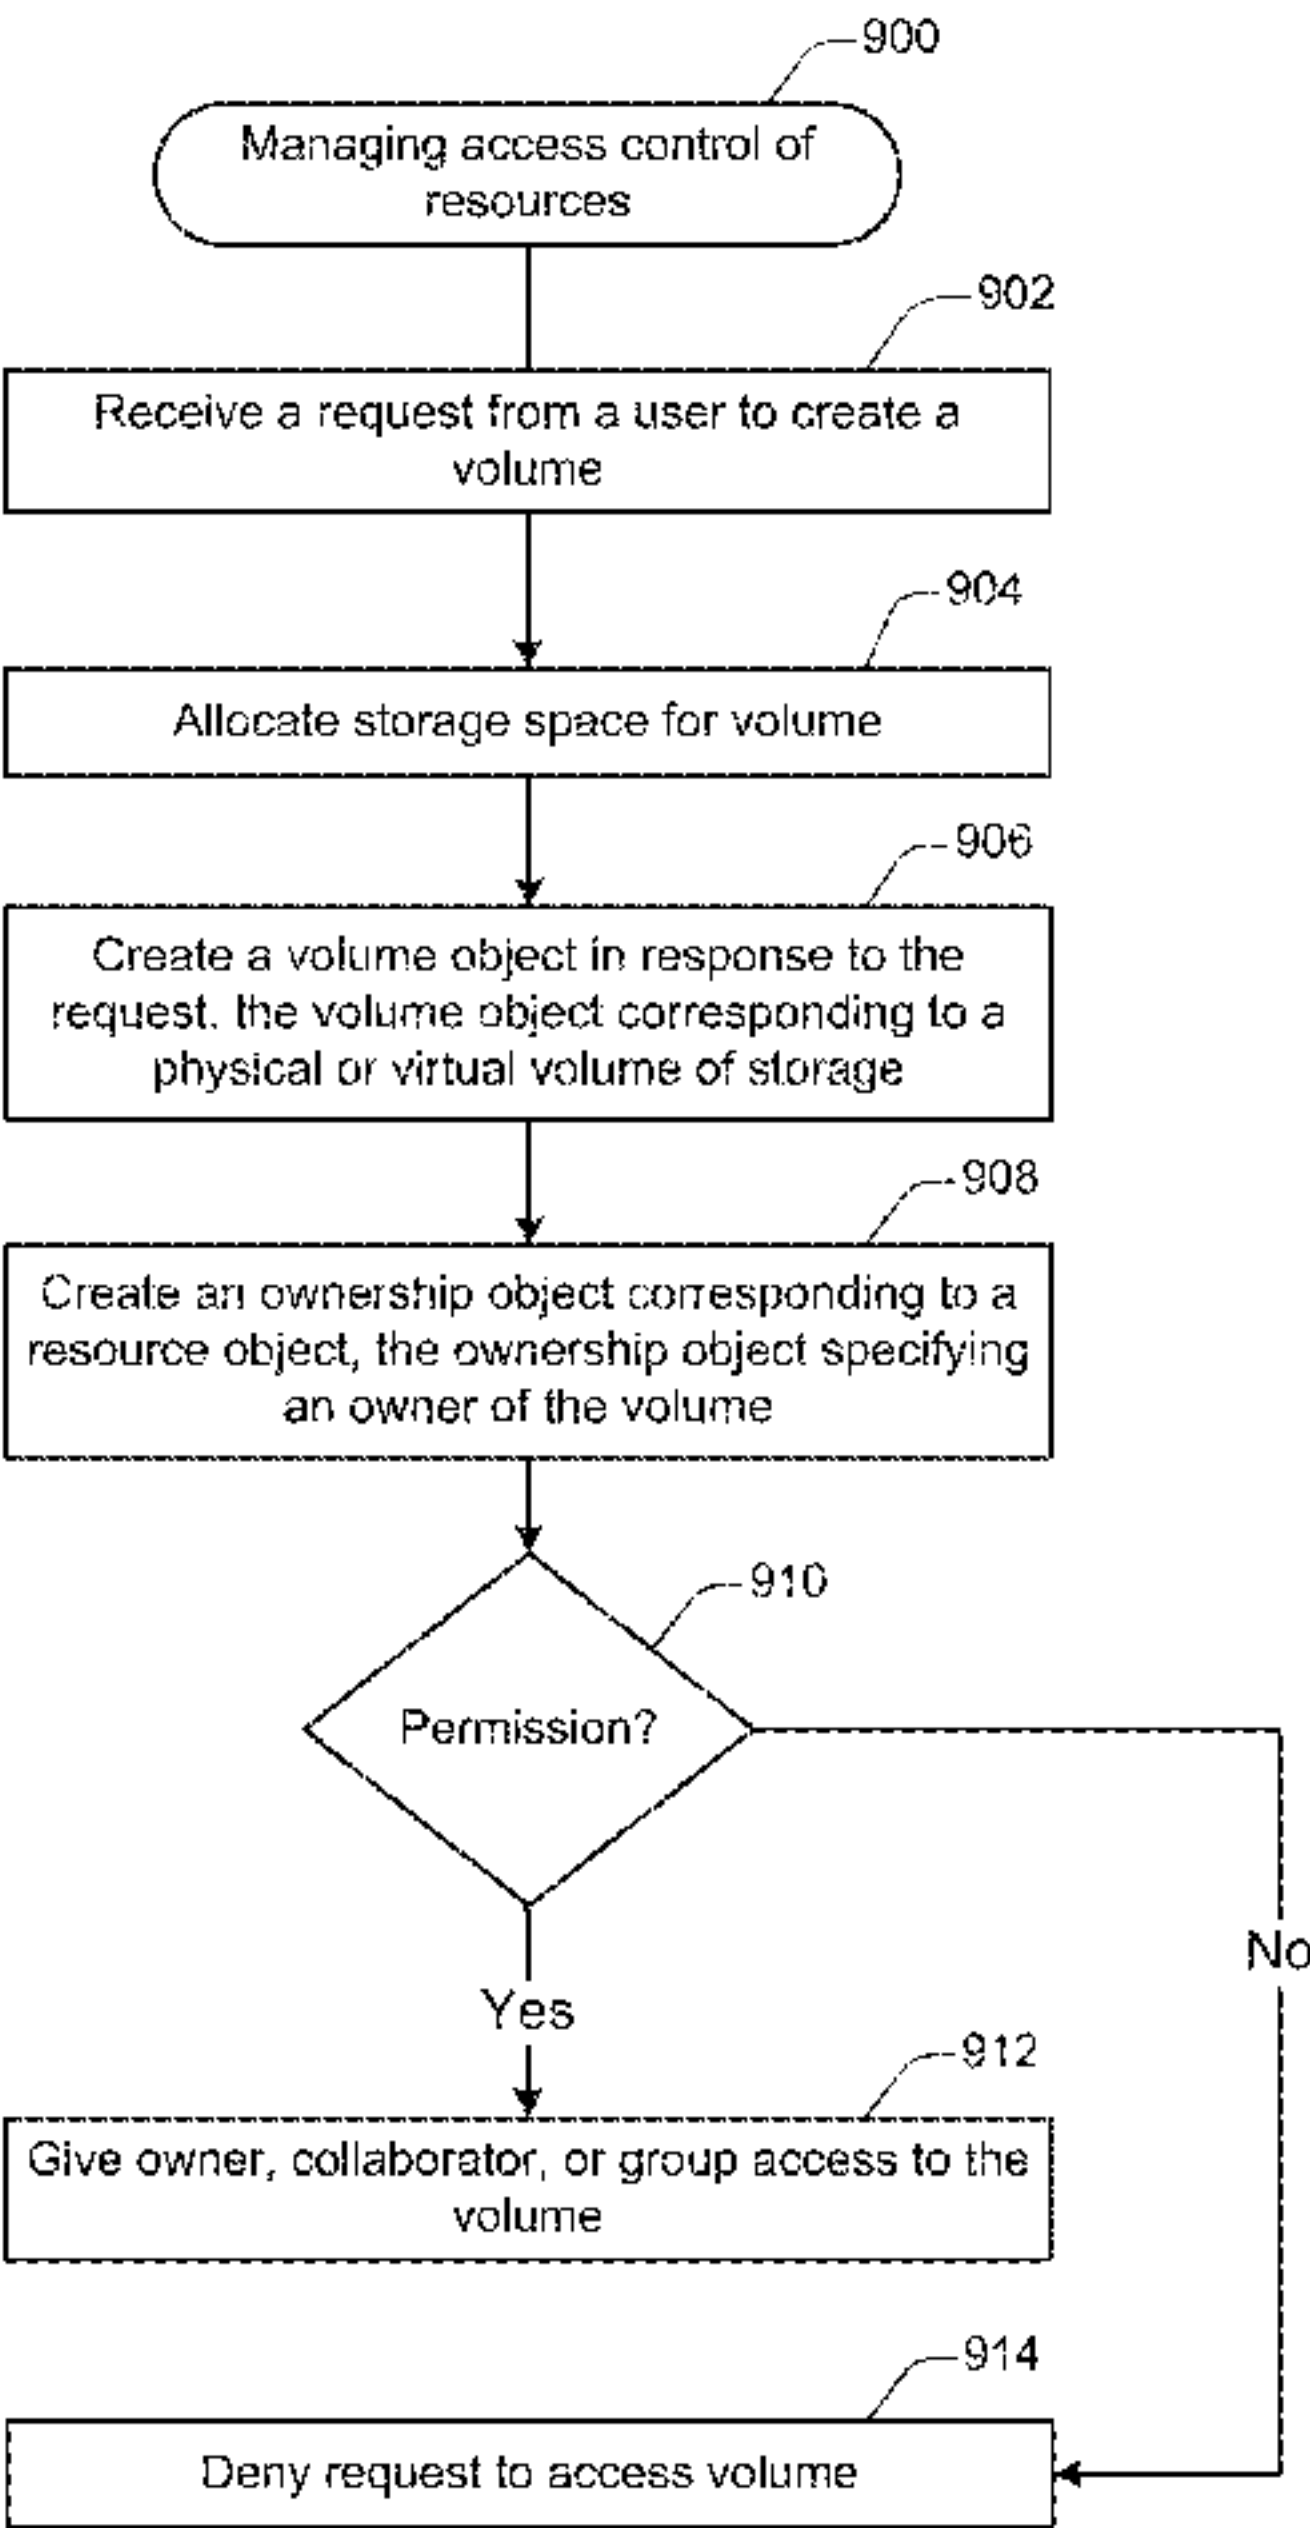 900
Managing access control of
resources
902
Receive a request from a user to create a
volume
904
Allocate storage space for volume
906
Create a volume object in response to the
request, the volume object corresponding to a
physical or virtual volume of storage
908
Create an ownership object corresponding to a
resource object, the ownership object specifying
an owner of the volume
910
Permission?
No
Yes
912
Give owner, collaborator, or group access to the
volume
914
Deny request to access volume